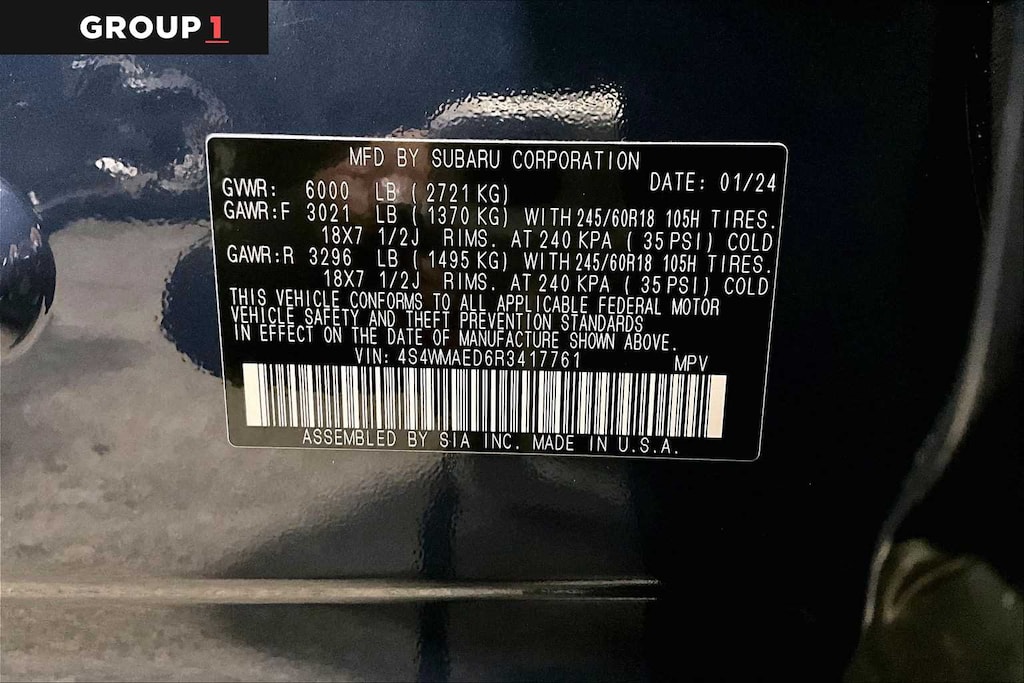 GROUP 1
MFD BY SUBARU CORPORATION
DATE: 01/24
GVWR: 6000 LB ( 2721 KG)
GAWR:F 3021 LB ( 1370 KG) WITH 245/60R18 105H TIRES.
18X7 1/2J RIMS. AT 240 KPA ( 35 PSI) COLD
GAWR:R 3296 LB ( 1495 KG) WITH 245/60R18 105H TIRES.
18X7 1/2J RIMS. AT 240 KPA ( 35 PSI) COLD
THIS VEHICLE CONFORMS TO ALL APPLICABLE FEDERAL MOTOR
VEHICLE SAFETY AND THEFT PREVENTION STANDARDS
IN EFFECT ON THE DATE OF MANUFACTURE SHOWN ABOVE.
VIN: 4S4WMAED6R3417761 MPV
ASSEMBLED BY SIA INC. MADE IN U.S.A.